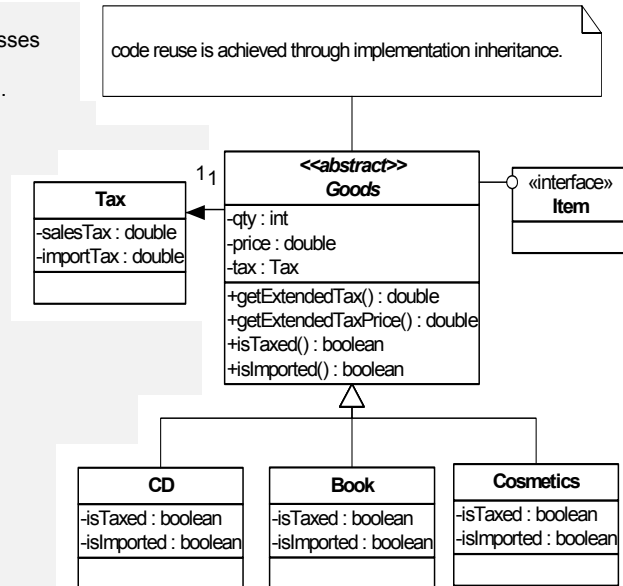 sses
.
code reuse is achieved through implementation inheritance.
1
1
<<abstract>>
Goods
-qty : int
-price : double
-tax : Tax
+getExtendedTax() : double
+getExtendedTaxPrice() : double
+isTaxed() : boolean
+isImported() : boolean
Tax
-salesTax : double
-importTax : double
«interface»
Item
CD
-isTaxed : boolean
-isImported : boolean
Book
-isTaxed : boolean
-isImported : boolean
Cosmetics
-isTaxed : boolean
-isImported : boolean